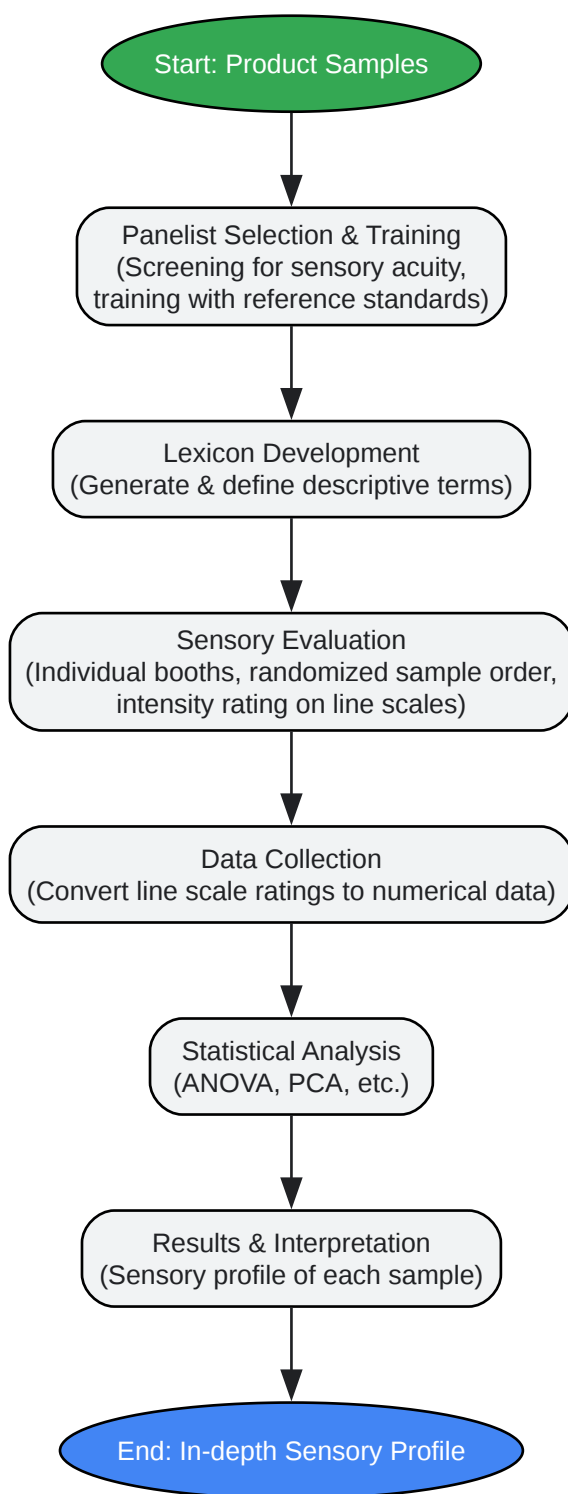 Start: Product Samples
Panelist Selection & Training
(Screening for sensory acuity,
training with reference standards)
Lexicon Development
(Generate & define descriptive terms)
Sensory Evaluation
(Individual booths, randomized sample order,
intensity rating on line scales)
Data Collection
(Convert line scale ratings to numerical data)
Statistical Analysis
(ANOVA, PCA, etc.)
Results & Interpretation
(Sensory profile of each sample)
End: In-depth Sensory Profile